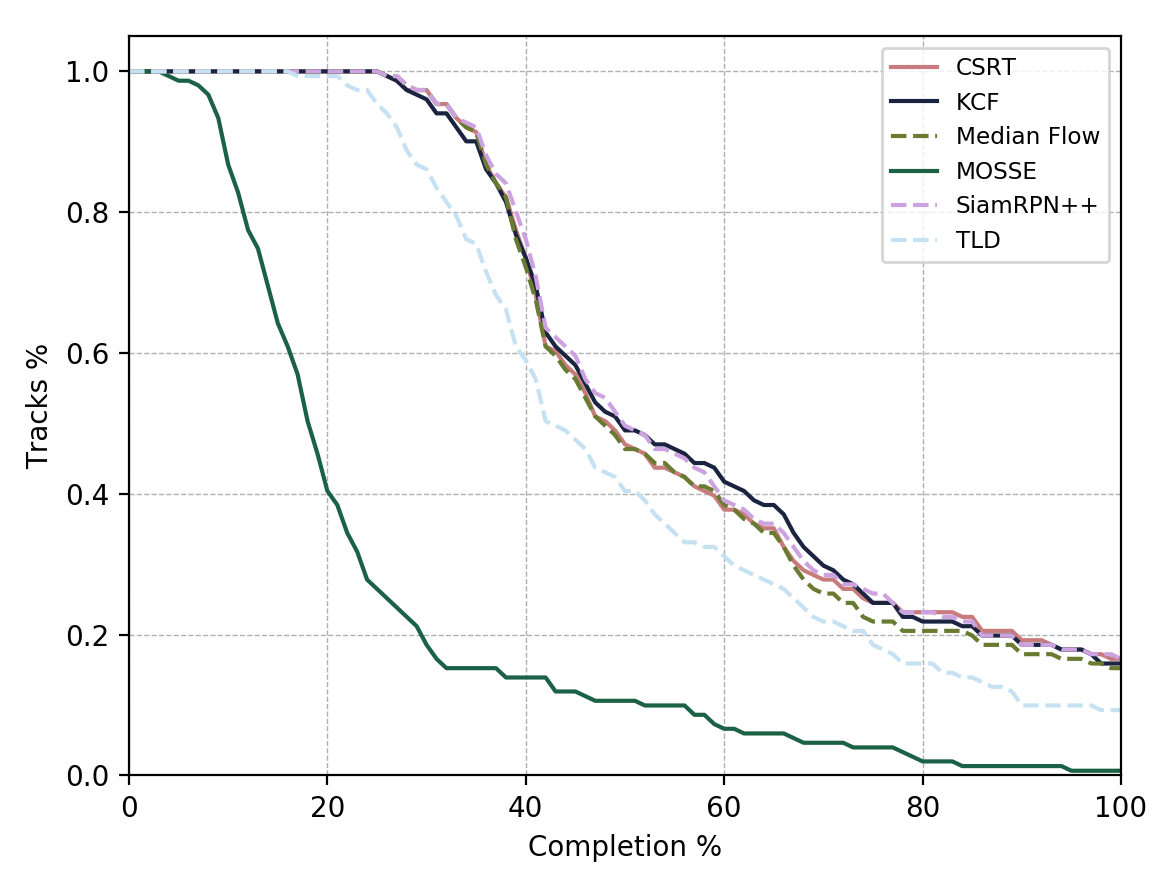 1.0
0.8
0.6
0.4
0.2
0.0
Tracks %
0
20
40
60
80
100
Completion %
CSRT
KCF
Median Flow
MOSSE
SiamRPN++
TLD